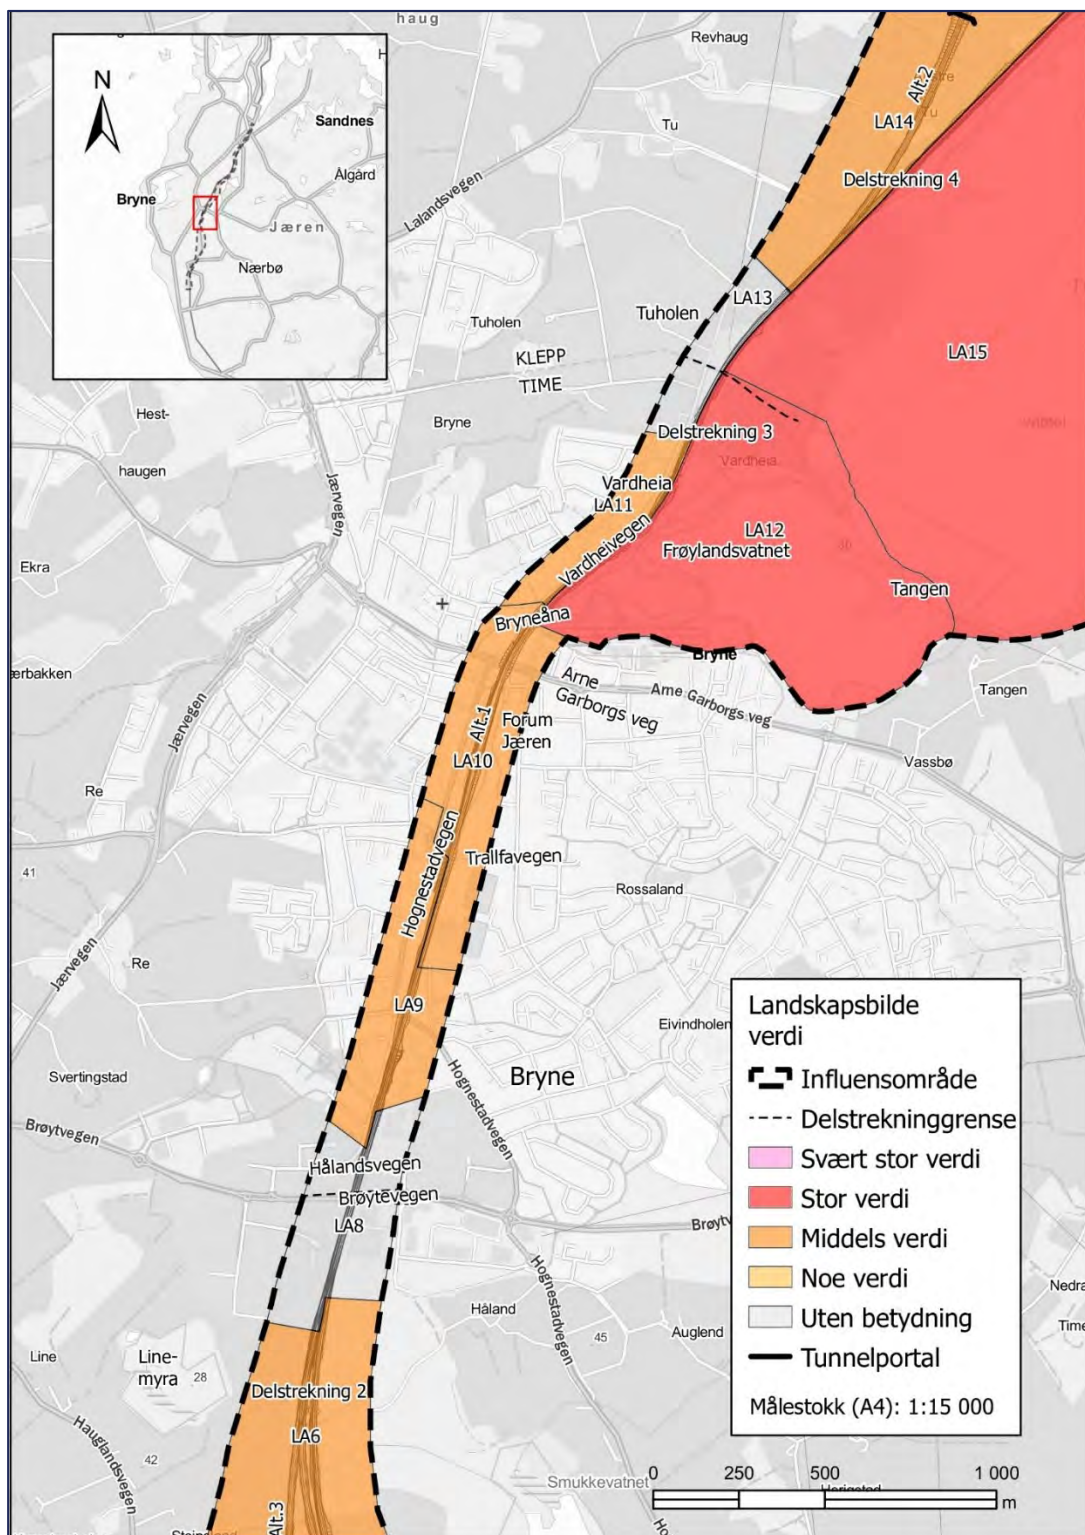 haug
Revhaug
N
Sandnes
Ålgård
Bryne
Jæren
Nærbø
Alt.2
Tu
LA14
Tu
Delstrekning 4
Lalandsvegen
LA13
Tuholen
Tuholen
KLEPP
TIME
LA15
Hest-
haugen
Bryne
Delstrekning 3
Vardheia
Vardheia
LA11
Jærvegen
Vardheivegen
LA12
Frøylandsvatnet
Tangen
Ekra
Bryneåna
Bryne
Arne
Garborgs veg
Arne Garborgs veg
Tangen
ærbakken
Jærvegen
Alt.1
Forum
Jæren
LA10
Vassbø
Re
Hognestadvegen
Trallfavegen
41
Rossaland
Jærvegen
Re
LA9
Eivindholen
Svertingstad
Bryne
Hognestadvegen
Brøytvegen
Hålandsvegen
Brøytevegen
LA8
Brøytv
Håland
Hognestadvegen
45
Auglend
Nedra
Time
Line
Line-
myra
28
Delstrekning 2
LA6
Hauglandsvegen
42
Alt.3
Smukkevatnet
Landskapsbilde
verdi
Influensområde
Delstrekninggrense
Svært stor verdi
Stor verdi
Middels verdi
Noe verdi
Uten betydning
Tunnelportal
Målestokk (A4): 1:15 000
0 250 500 1 000
m